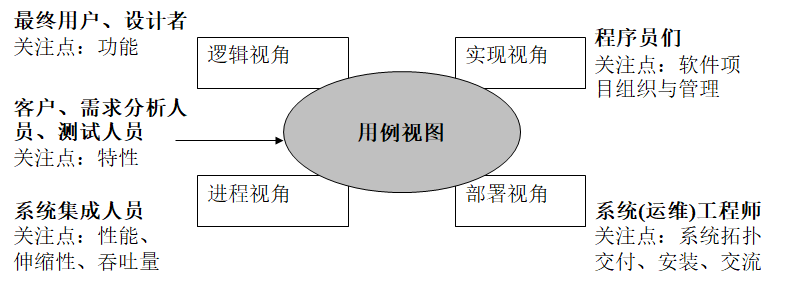 最终用户、设计者
关注点：功能
逻辑视角
实现视角
程序员们
关注点：软件项
目组织与管理
客户、需求分析人
员、测试人员
关注点：特性
用例视图
进程视角
部署视角
系统集成人员
关注点：性能、
伸缩性、吞吐量
系统(运维)工程师
关注点：系统拓扑
交付、安装、交流